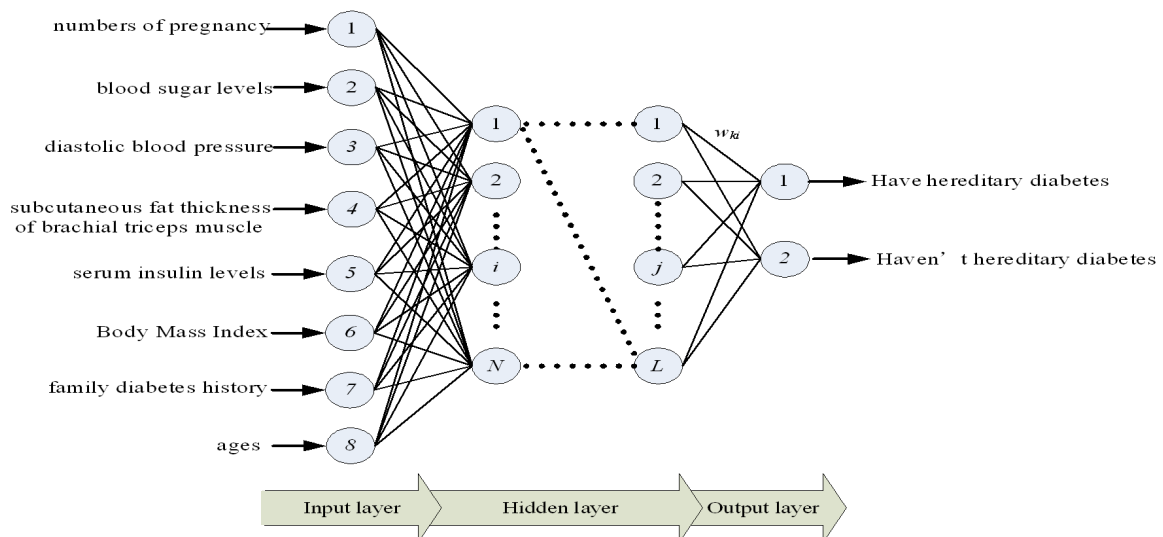 numbers of pregnancy
1
blood sugar levels
2
diastolic blood pressure
3
subcutaneous fat thickness
of brachial triceps muscle
4
serum insulin levels
5
Body Mass Index
6
family diabetes history
7
ages
8
1
2
i
N
1
2
j
L
wki
1
Have hereditary diabetes
2
Haven't hereditary diabetes
Input layer
Hidden layer
Output layer